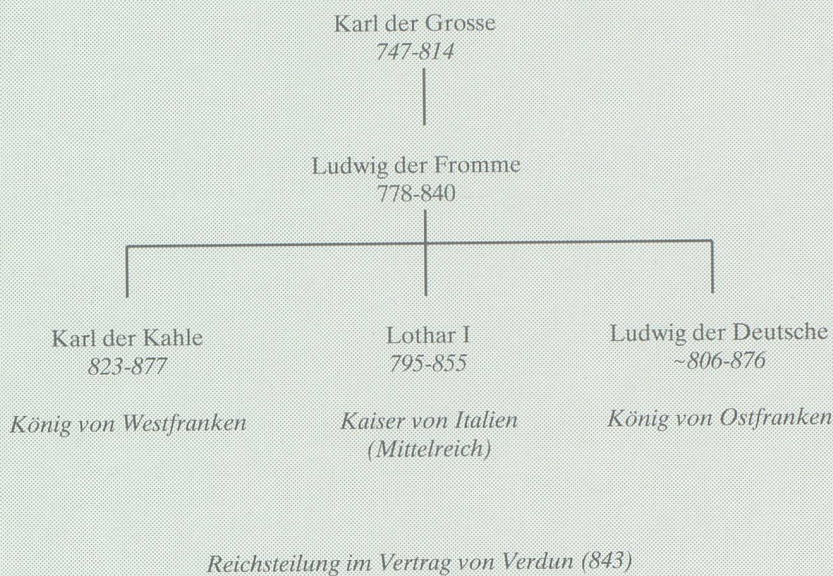 Karl der Grosse
747-814
Ludwig der Fromme
778-840
Karl der Kahle
823-877
König von Westfranken
Lothar I
795-855
Kaiser von Italien
(Mittelreich)
Ludwig der Deutsche
~806-876
König von Ostfranken
Reichsteilung im Vertrag von Verdun (843)